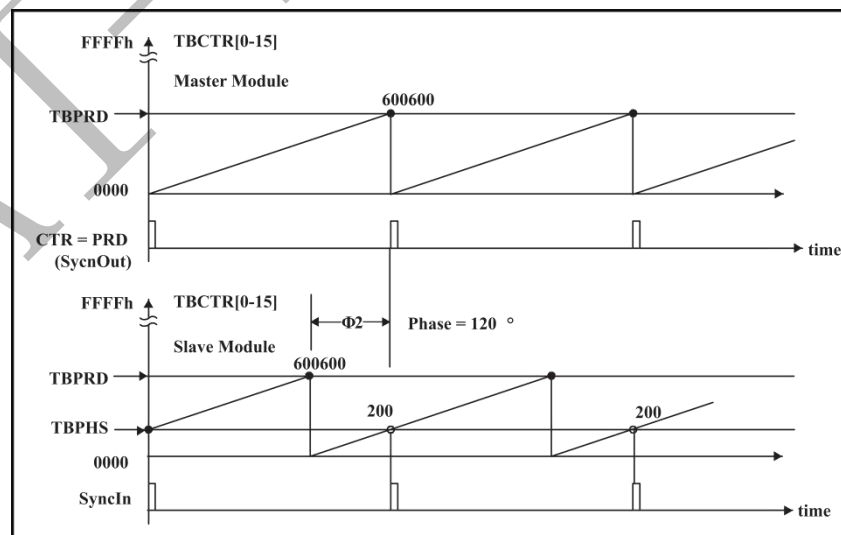 FFFFh TBCTR[0-15]
Master Module
600600
TBPRD
0000
CTR = PRD
(SycnOut)
time
FFFFh TBCTR[0-15]
Φ2 Phase = 120 °
Slave Module
600600
TBPRD
200 200
TBPHS
0000
SyncIn
time